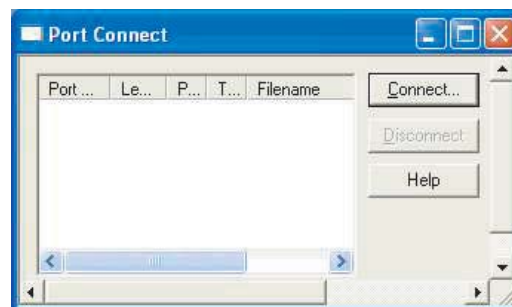 Port Connect
Port ... Le... P... T... Filename
Connect...
Disconnect
Help